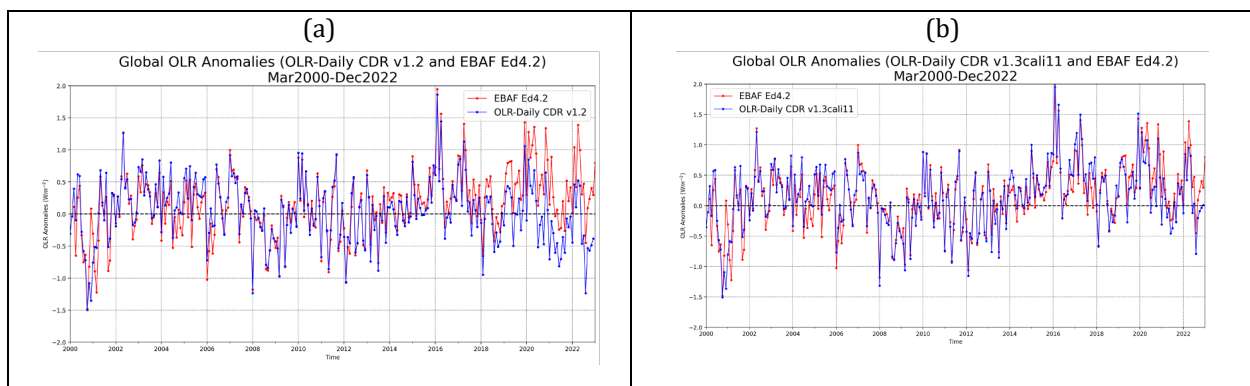 (a)
Global OLR Anomalies (OLR-Daily CDR v1.2 and EBAF Ed4.2)
Mar2000-Dec2022
EBAF Ed4.2
OLR-Daily CDR v1.2
OLR Anomalies (Wm⁻²)
2.0
1.5
1.0
0.5
0.0
−0.5
−1.0
−1.5
−2.0
2000 2002 2004 2006 2008 2010 2012 2014 2016 2018 2020 2022
Time
(b)
Global OLR Anomalies (OLR-Daily CDR v1.3cali11 and EBAF Ed4.2)
Mar2000-Dec2022
EBAF Ed4.2
OLR-Daily CDR v1.3cali11
OLR Anomalies (Wm⁻²)
2.0
1.5
1.0
0.5
0.0
−0.5
−1.0
−1.5
−2.0
2000 2002 2004 2006 2008 2010 2012 2014 2016 2018 2020 2022
Time